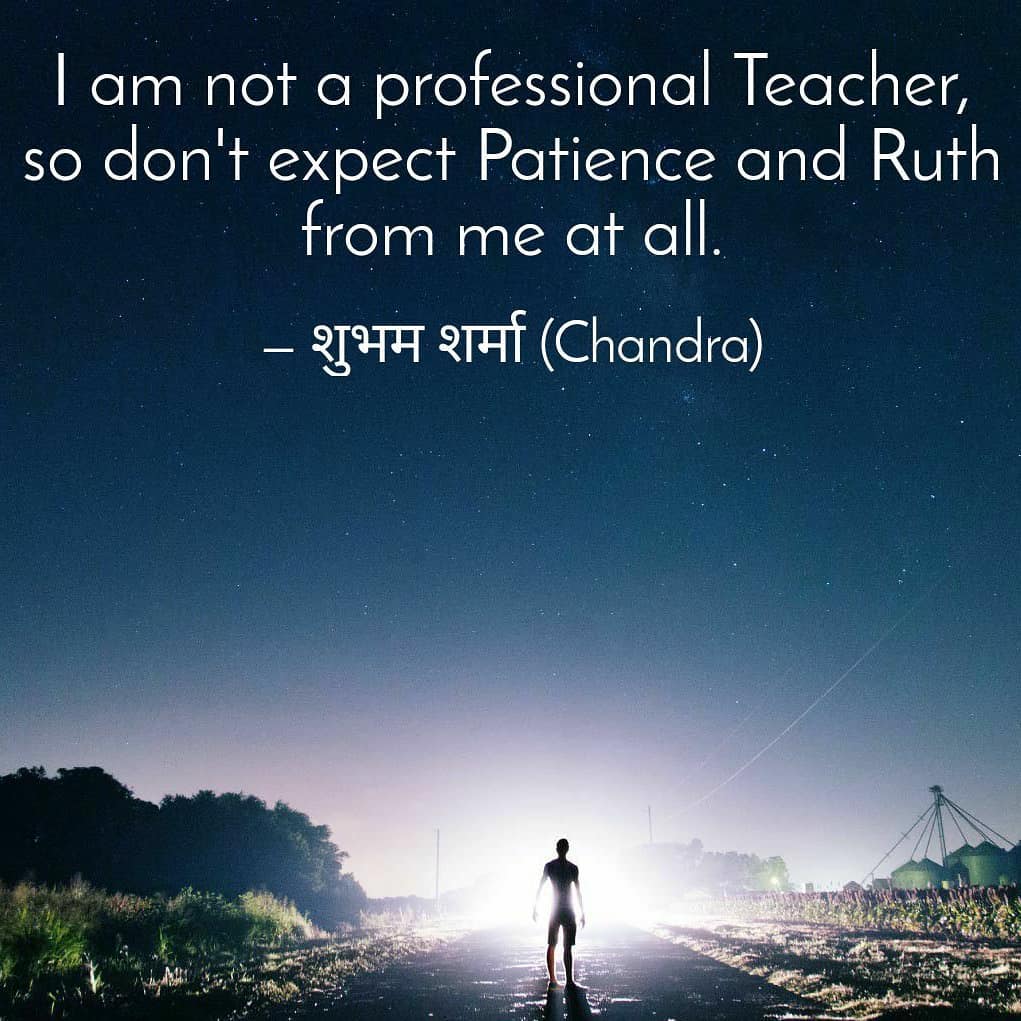 I am not a professional Teacher,
so don't expect Patience and Ruth
from me at all.
– शुभम शर्मा (Chandra)